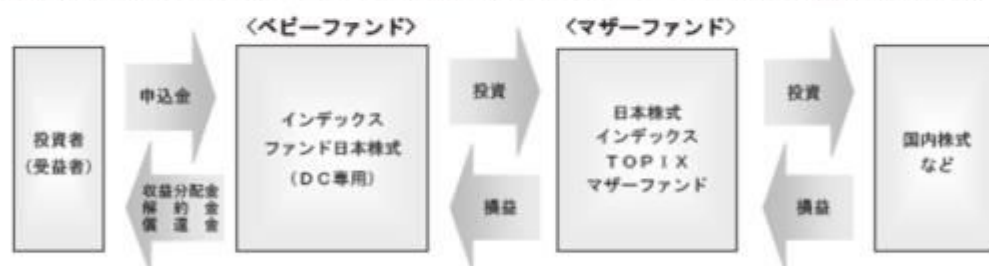 〈ベビーファンド〉
〈マザーファンド〉
投資者
(受益者)
申込金
収益分配金
解約金
償還金
インデックス
ファンド日本株式
(DC専用)
投資
損益
日本株式
インデックス
TOPIX
マザーファンド
投資
損益
国内株式
など